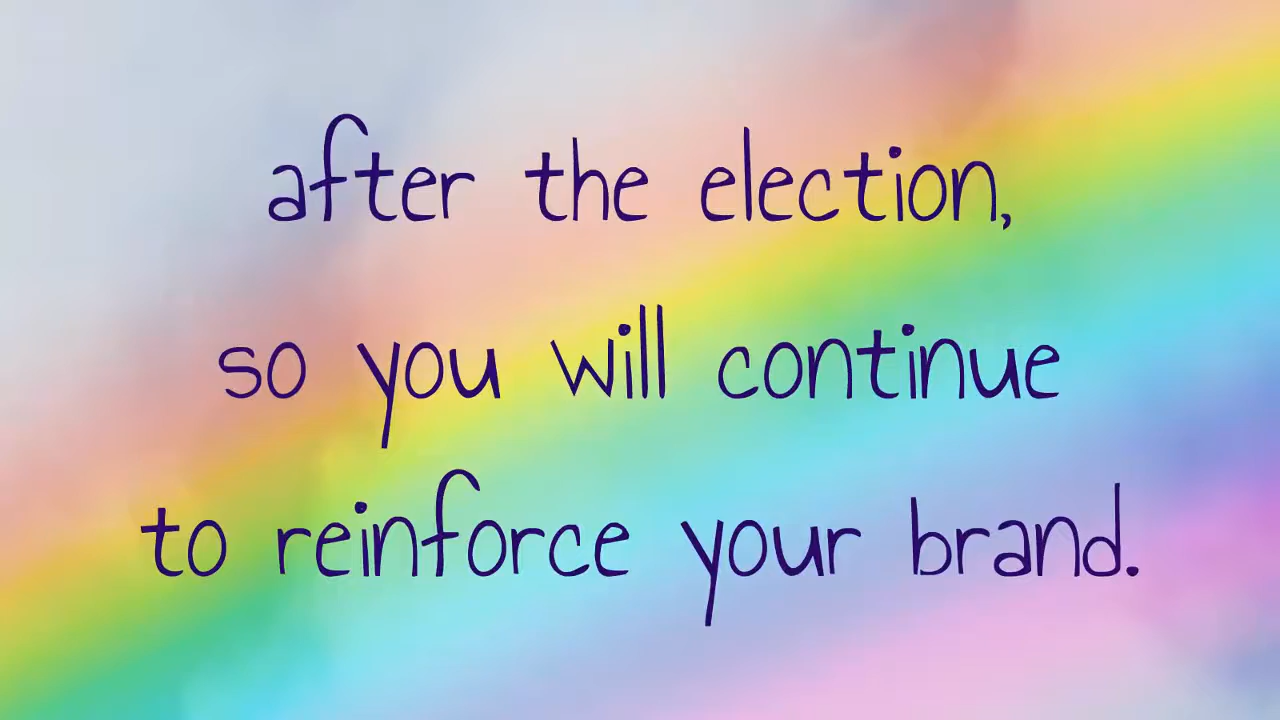 after the election,
so you will continue
to reinforce your brand.